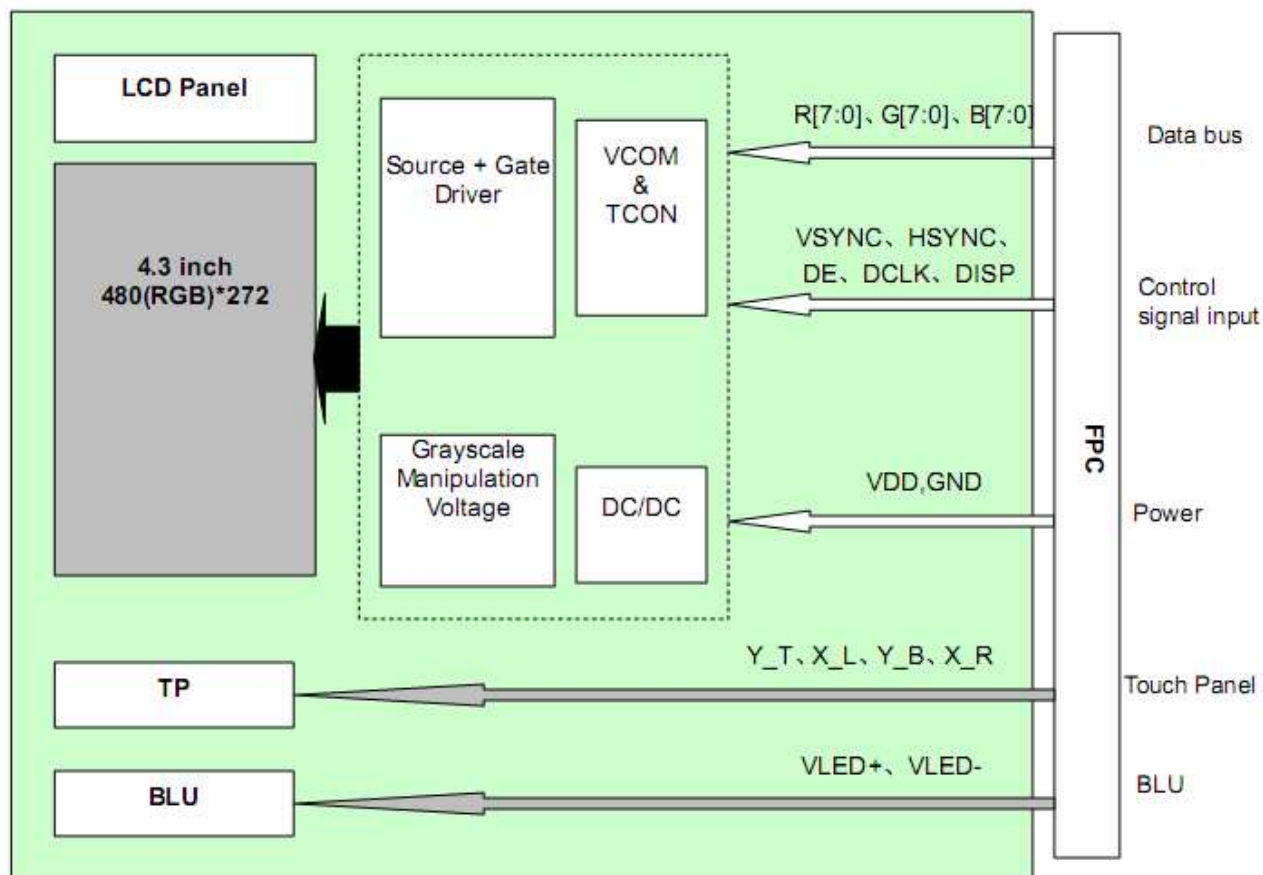 LCD Panel
4.3 inch
480(RGB)*272
Source + Gate
Driver
VCOM
&
TCON
Grayscale
Manipulation
Voltage
DC/DC
R[7:0]、G[7:0]、B[7:0]
Data bus
VSYNC、HSYNC、
DE、DCLK、DISP
Control
signal input
VDD,GND
Power
FPC
TP
Y_T、X_L、Y_B、X_R
Touch Panel
BLU
VLED+、VLED-
BLU